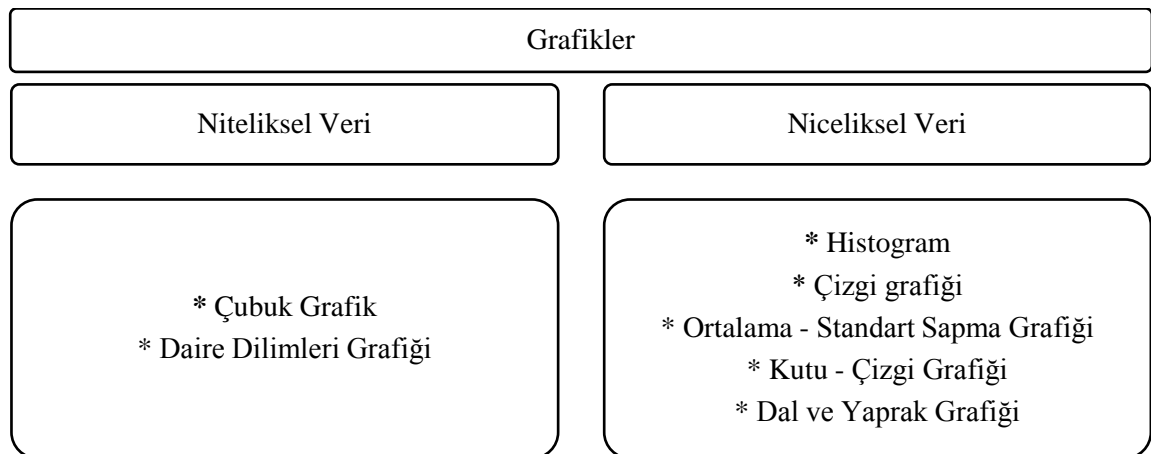 Grafikler
Niteliksel Veri
Niceliksel Veri
* Çubuk Grafik
* Daire Dilimleri Grafiği
* Histogram
* Çizgi grafiği
* Ortalama - Standart Sapma Grafiği
* Kutu - Çizgi Grafiği
* Dal ve Yaprak Grafiği